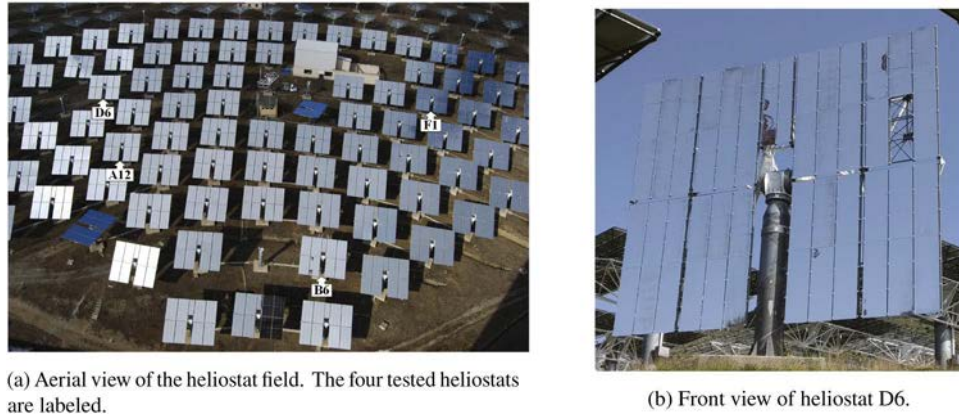 D6
F1
A12
B6
(a) Aerial view of the heliostat field. The four tested heliostats
are labeled.
(b) Front view of heliostat D6.